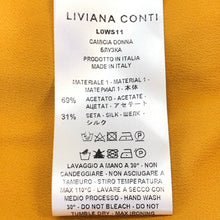 LIVIANA CONTI
L0WS11
CAMICIA DONNA
БЛУЗКА
PRODOTTO IN ITALIA
MADE IN ITALY
MATERIALE 1 - MATERIAL 1 -
МАТЕРИАЛ 1 - 本体
69% ACETATO - ACETATE -
АЦЕТАТ - アセテート
31% SETA - SILK - ШЕЛК -
シルク
LAVAGGIO A MANO A 30° - NON
CANDEGGIARE - NON ASCIUGARE A
TAMBURO - STIRO TEMPERATURA
MAX 110°C - LAVARE A SECCO CON
MEDIO PROCESSO - HAND WASH
30° - DO NOT BLEACH - DO NOT
TUMBLE DRY - MAX IRONING